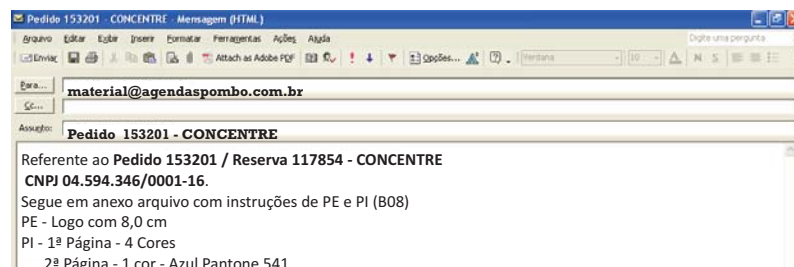 Pedido 153201 - CONCENTRE - Mensagem (HTML)
Arquivo Editar Exibir Inserir Formatar Ferramentas Ações Ajuda Digite uma pergunta
Enviar Attach as Adobe PDF Opções... Verdana 10 A N S
Para... material@agendaspombo.com.br
Cc...
Assunto: Pedido 153201 - CONCENTRE
Referente ao Pedido 153201 / Reserva 117854 - CONCENTRE
CNPJ 04.594.346/0001-16.
Segue em anexo arquivo com instruções de PE e PI (B08)
PE - Logo com 8,0 cm
PI - 1ª Página - 4 Cores
2ª Página - 1 cor - Azul Pantone 541